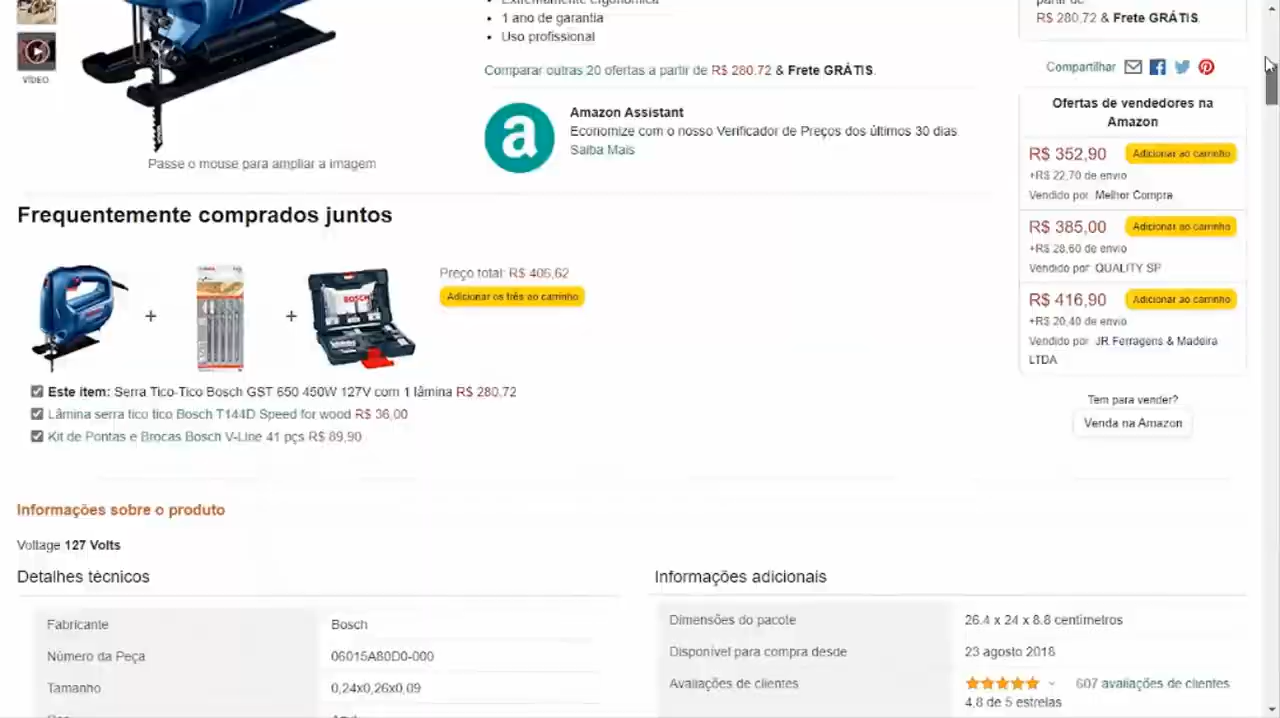 Extremamente ergonômica
1 ano de garantia
Uso profissional
Comparar outras 20 ofertas a partir de R$ 280,72 & Frete GRÁTIS.
partir de
R$ 280,72 & Frete GRÁTIS.
VÍDEO
Passe o mouse para ampliar a imagem
a
Amazon Assistant
Economize com o nosso Verificador de Preços dos últimos 30 dias
Saiba Mais
Compartilhar
Ofertas de vendedores na
Amazon
R$ 352,90 Adicionar ao carrinho
+R$ 22,70 de envio
Vendido por: Melhor Compra
R$ 385,00 Adicionar ao carrinho
+R$ 28,60 de envio
Vendido por: QUALITY SP
R$ 416,90 Adicionar ao carrinho
+R$ 20,40 de envio
Vendido por: JR Ferragens & Madeira
LTDA
Tem para vender?
Venda na Amazon
Frequentemente comprados juntos
+
+
BOSCH
Preço total: R$ 406,62
Adicionar os três ao carrinho
Este item: Serra Tico-Tico Bosch GST 650 450W 127V com 1 lâmina R$ 280,72
Lâmina serra tico tico Bosch T144D Speed for wood R$ 36,00
Kit de Pontas e Brocas Bosch V-Line 41 pçs R$ 89,90
Informações sobre o produto
Voltage 127 Volts
Detalhes técnicos
Fabricante Bosch
Número da Peça 06015A80D0-000
Tamanho 0,24x0,26x0,09
Informações adicionais
Dimensões do pacote 26.4 x 24 x 8.8 centímetros
Disponível para compra desde 23 agosto 2018
Avaliações de clientes 607 avaliações de clientes
4,8 de 5 estrelas